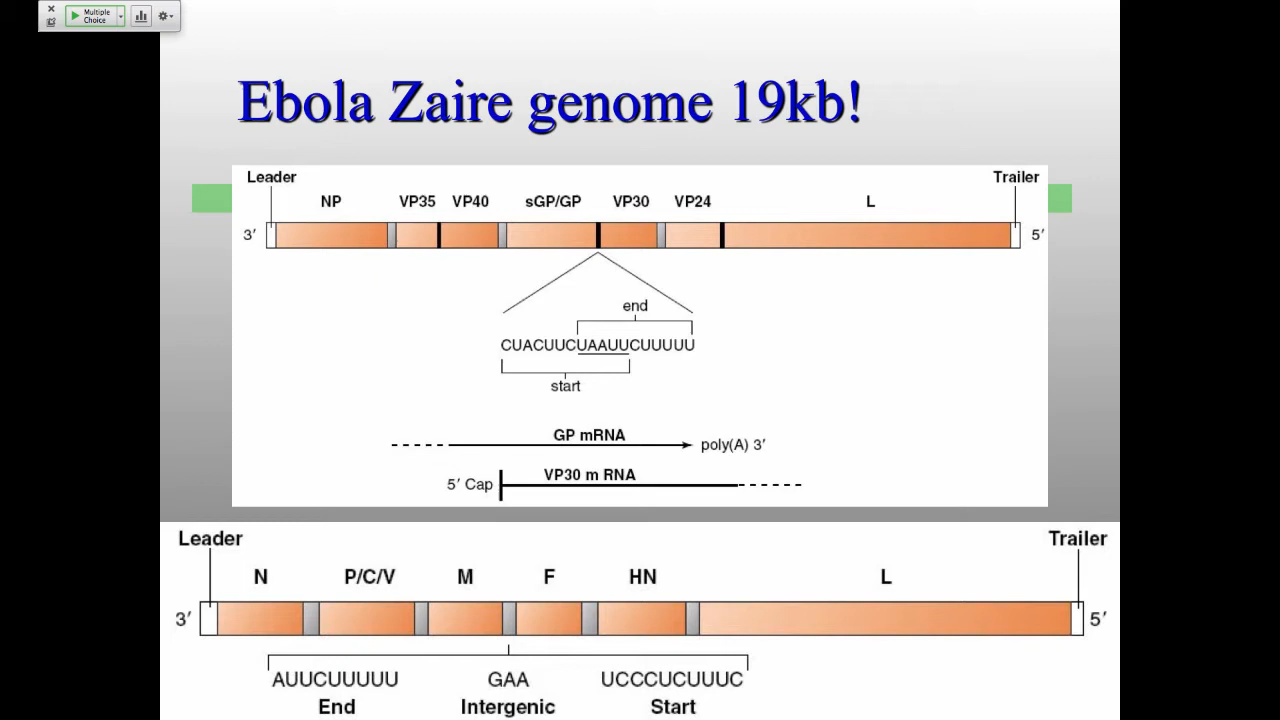 Multiple
Choice
Ebola Zaire genome 19kb!
Leader Trailer
NP VP35 VP40 sGP/GP VP30 VP24 L
3′ 5′
end
CUACUUCUAAUUCUUUUU
start
GP mRNA poly(A) 3′
5′ Cap VP30 m RNA
Leader Trailer
N P/C/V M F HN L
3′ 5′
AUUCUUUUU GAA UCCCUCUUUC
End Intergenic Start